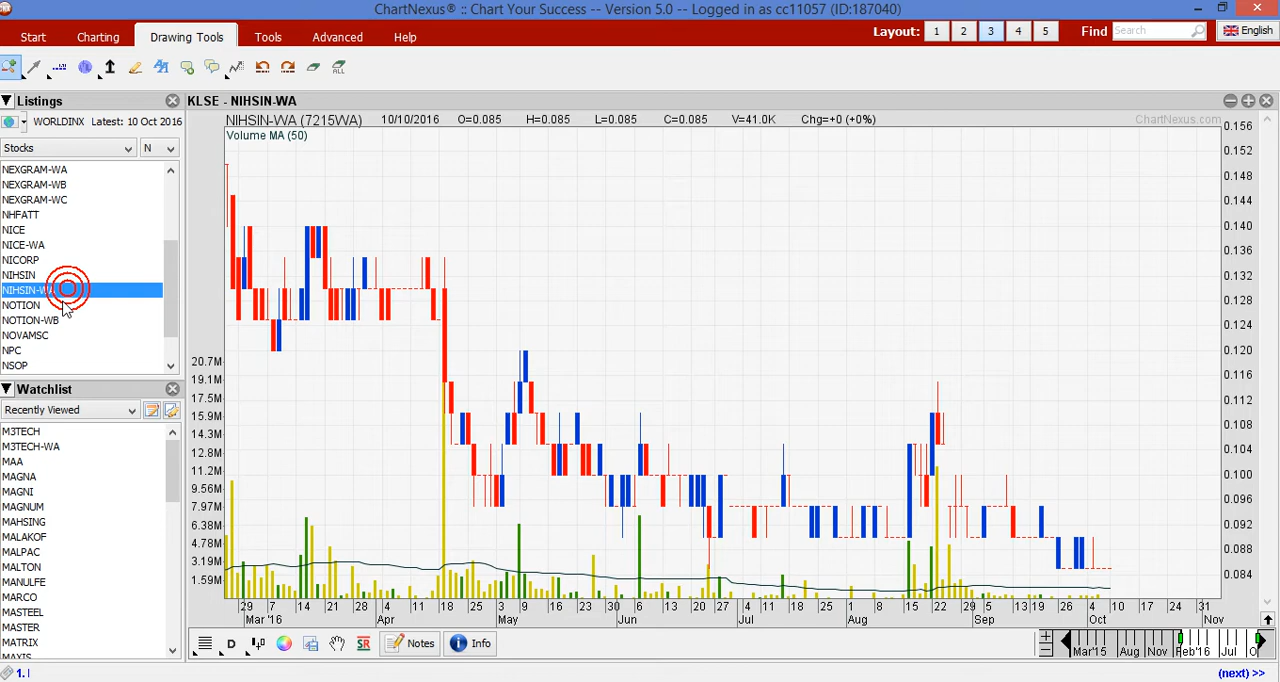 ChartNexus® :: Chart Your Success -- Version 5.0 -- Logged in as cc11057 (ID:187040)
Start Charting Drawing Tools Tools Advanced Help Layout: 1 2 3 4 5 Find Search English
ALL
Listings
WORLDINX Latest: 10 Oct 2016
Stocks N
NEXGRAM-WA
NEXGRAM-WB
NEXGRAM-WC
NHFATT
NICE
NICE-WA
NICORP
NIHSIN
NIHSIN-WA
NOTION
NOTION-WB
NOVAMSC
NPC
NSOP
Watchlist
Recently Viewed
M3TECH
M3TECH-WA
MAA
MAGNA
MAGNI
MAGNUM
MAHSING
MALAKOF
MALPAC
MALTON
MANULFE
MARCO
MASTEEL
MASTER
MATRIX
MAXIS
1. I
KLSE - NIHSIN-WA
NIHSIN-WA (7215WA) 10/10/2016 O=0.085 H=0.085 L=0.085 C=0.085 V=41.0K Chg=+0 (+0%) ChartNexus.com
Volume MA (50)
0.156
0.152
0.148
0.144
0.140
0.136
0.132
0.128
0.124
0.120
0.116
0.112
0.108
0.104
0.100
0.096
0.092
0.088
0.084
20.7M
19.1M
17.5M
15.9M
14.3M
12.8M
11.2M
9.56M
7.97M
6.38M
4.78M
3.19M
1.59M
29 7 14 21 28 4 11 18 3 9 16 23 30 6 13 20 27 4 11 18 25 1 8 15 22 29 5 13 19 26 4 10 17 24 31
Mar '16 Apr May Jun Jul Aug Sep Oct Nov
D SR Notes Info
Mar'15 Aug Nov Feb'16 Jul O
(next) >>